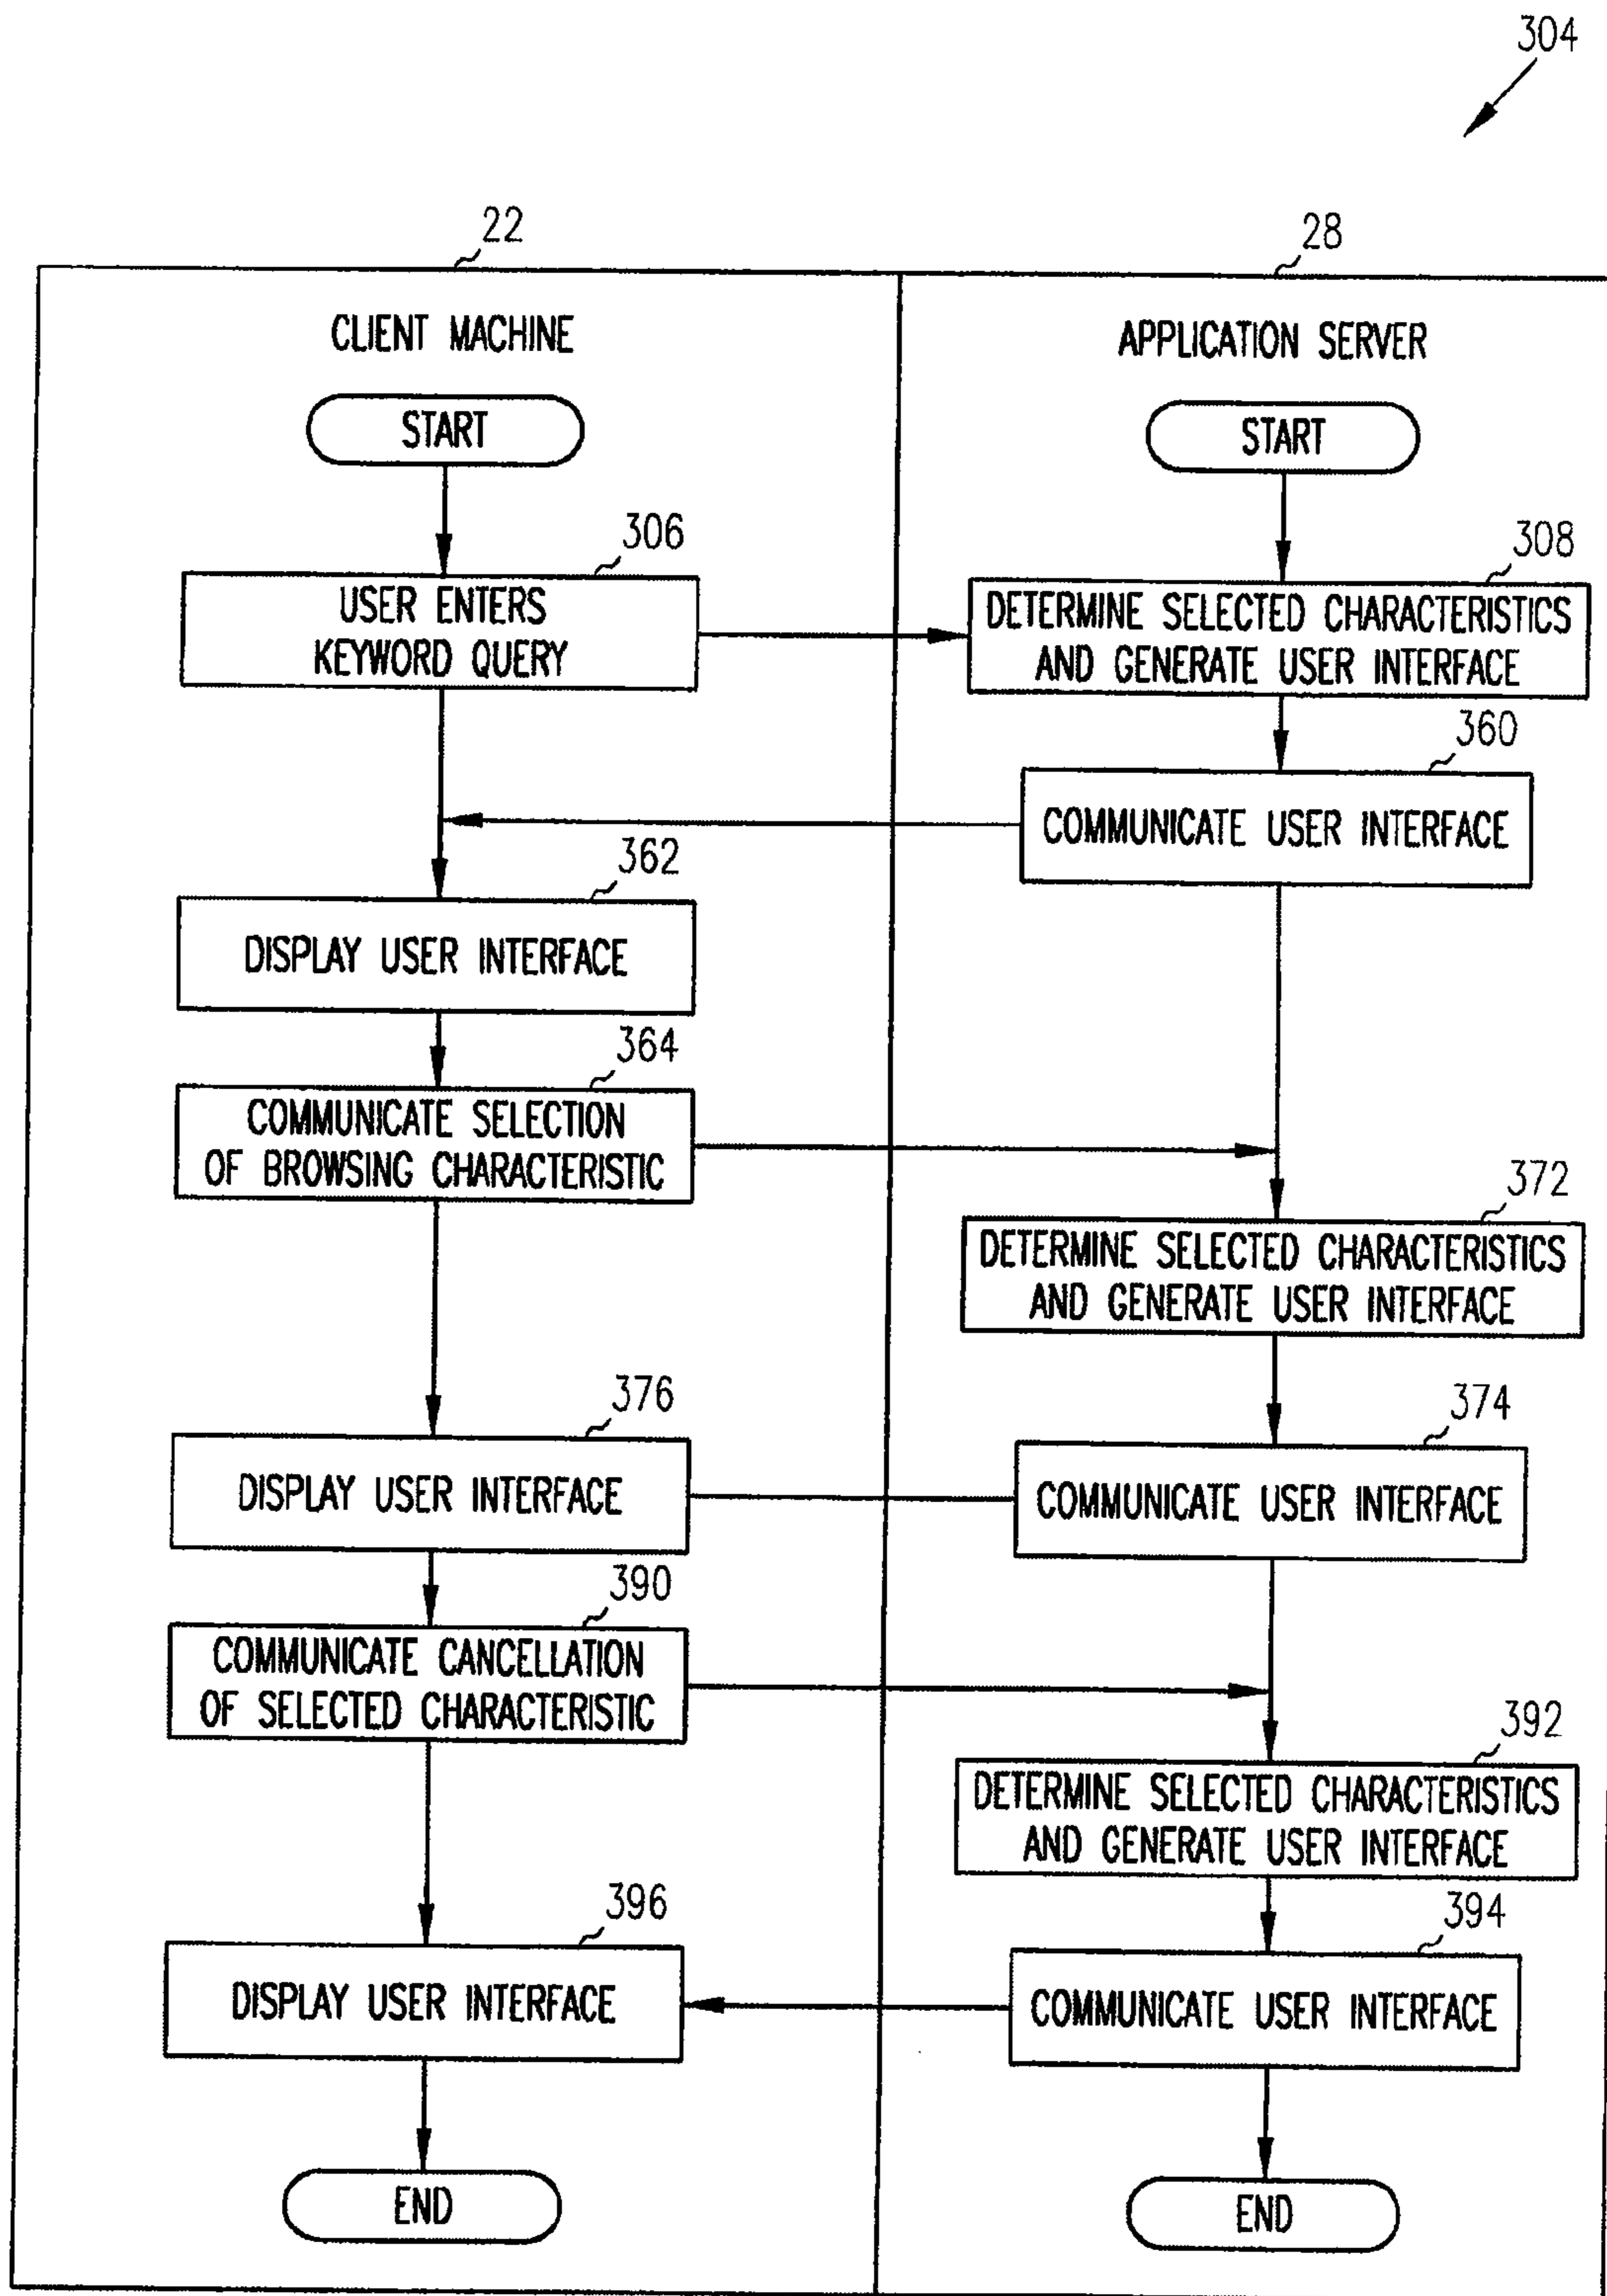 304
22
28
CLIENT MACHINE
APPLICATION SERVER
START
START
306
308
USER ENTERS
KEYWORD QUERY
DETERMINE SELECTED CHARACTERISTICS
AND GENERATE USER INTERFACE
360
COMMUNICATE USER INTERFACE
362
DISPLAY USER INTERFACE
364
COMMUNICATE SELECTION
OF BROWSING CHARACTERISTIC
372
DETERMINE SELECTED CHARACTERISTICS
AND GENERATE USER INTERFACE
376
374
DISPLAY USER INTERFACE
COMMUNICATE USER INTERFACE
390
COMMUNICATE CANCELLATION
OF SELECTED CHARACTERISTIC
392
DETERMINE SELECTED CHARACTERISTICS
AND GENERATE USER INTERFACE
396
394
DISPLAY USER INTERFACE
COMMUNICATE USER INTERFACE
END
END